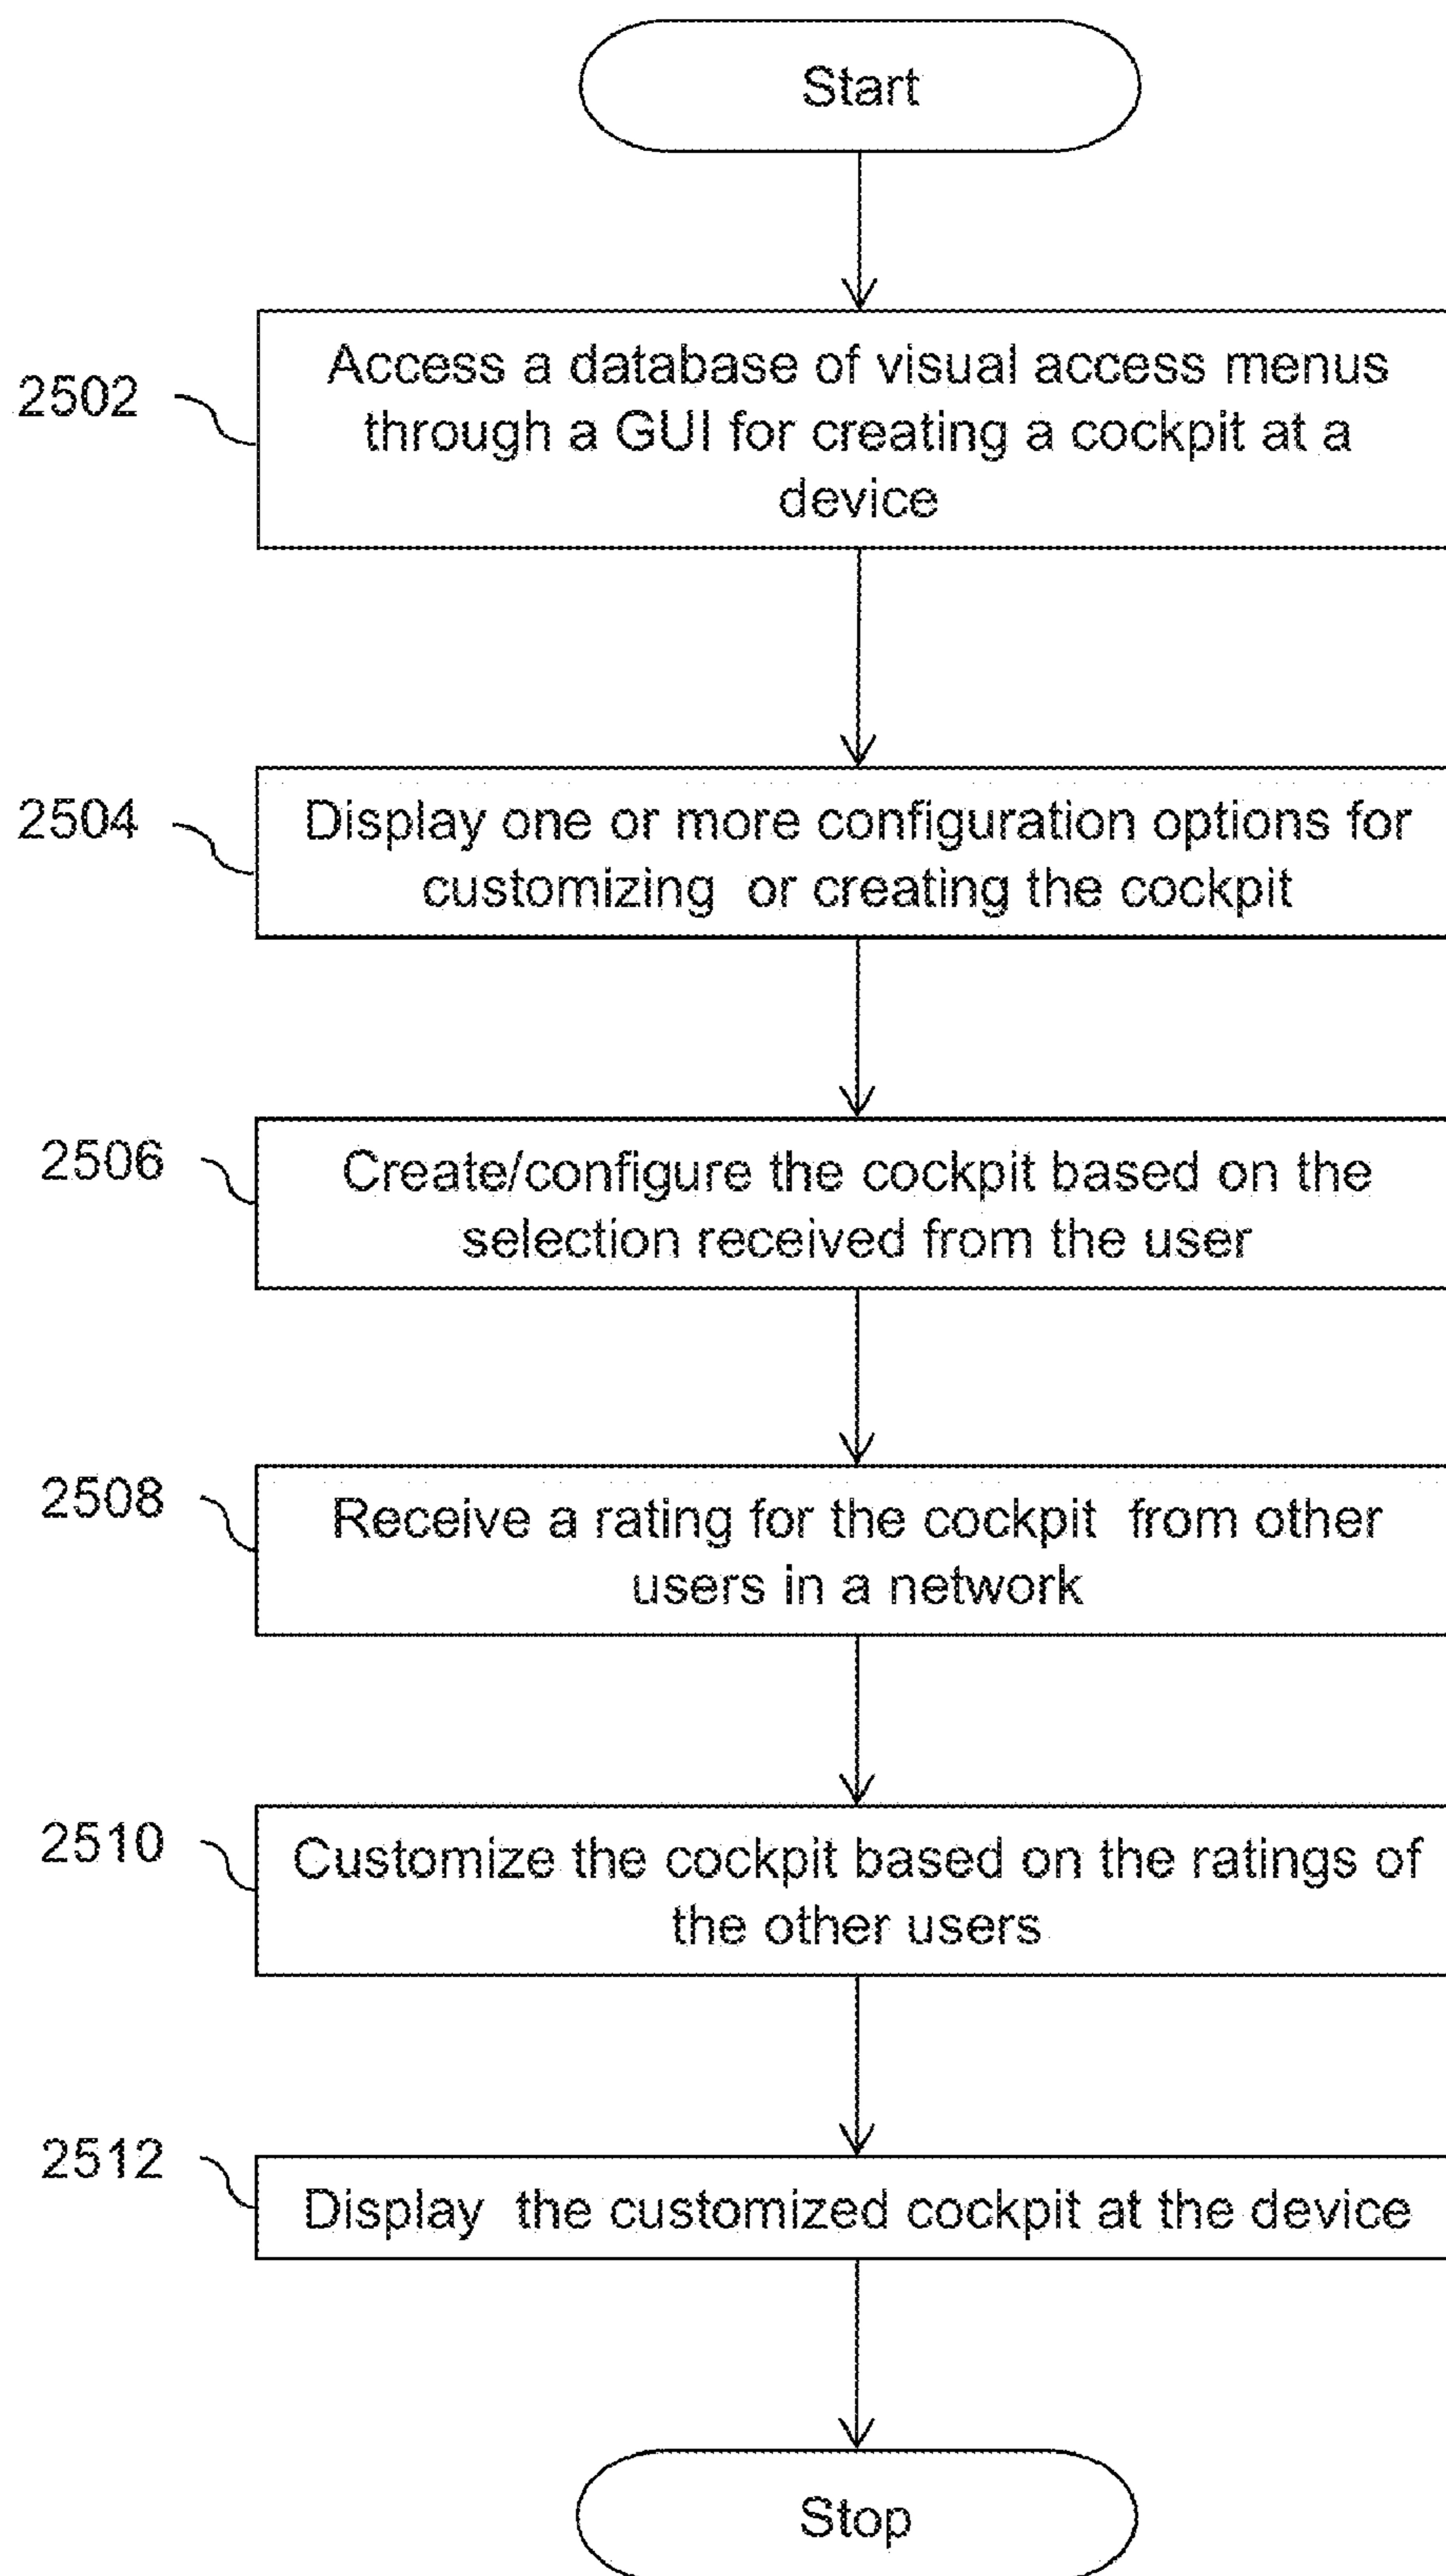 Start
2502
Access a database of visual access menus
through a GUI for creating a cockpit at a
device
2504
Display one or more configuration options for
customizing or creating the cockpit
2506
Create/configure the cockpit based on the
selection received from the user
2508
Receive a rating for the cockpit from other
users in a network
2510
Customize the cockpit based on the ratings of
the other users
2512
Display the customized cockpit at the device
Stop